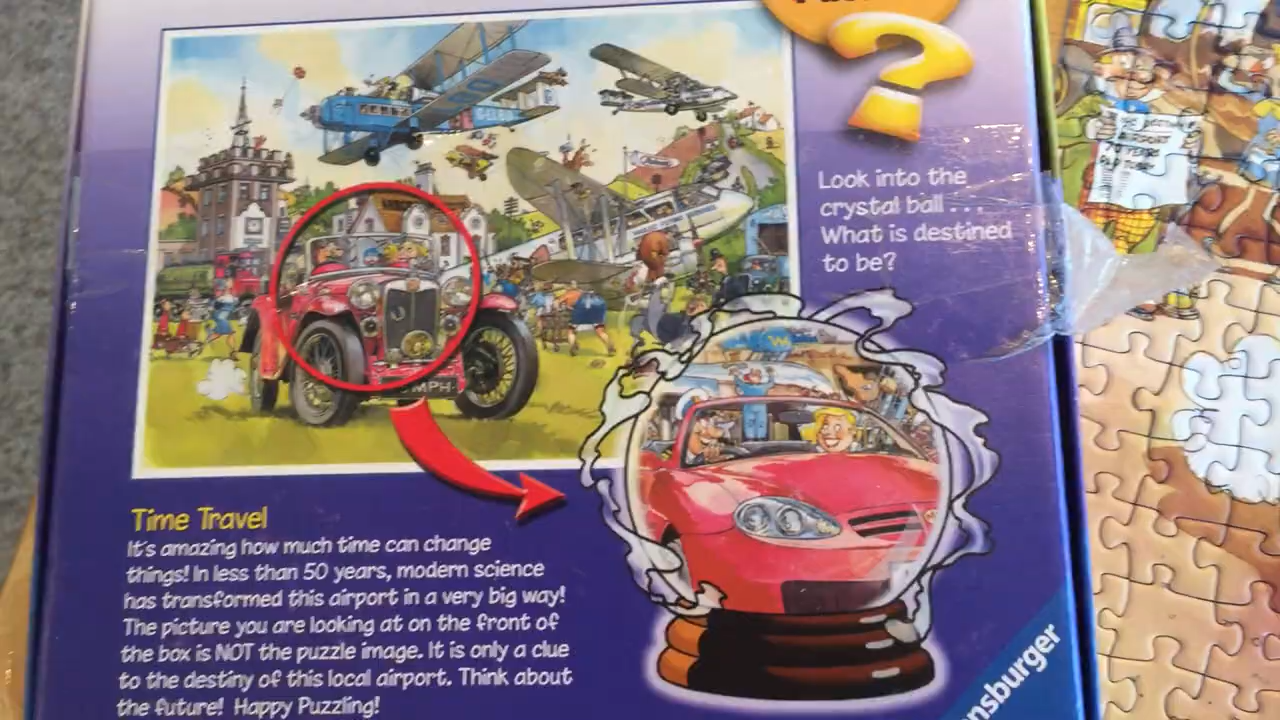 Look into the
crystal ball . . .
What is destined
to be?
MPH
Time Travel
It's amazing how much time can change
things! In less than 50 years, modern science
has transformed this airport in a very big way!
The picture you are looking at on the front of
the box is NOT the puzzle image. It is only a clue
to the destiny of this local airport. Think about
the future! Happy Puzzling!
nsburger